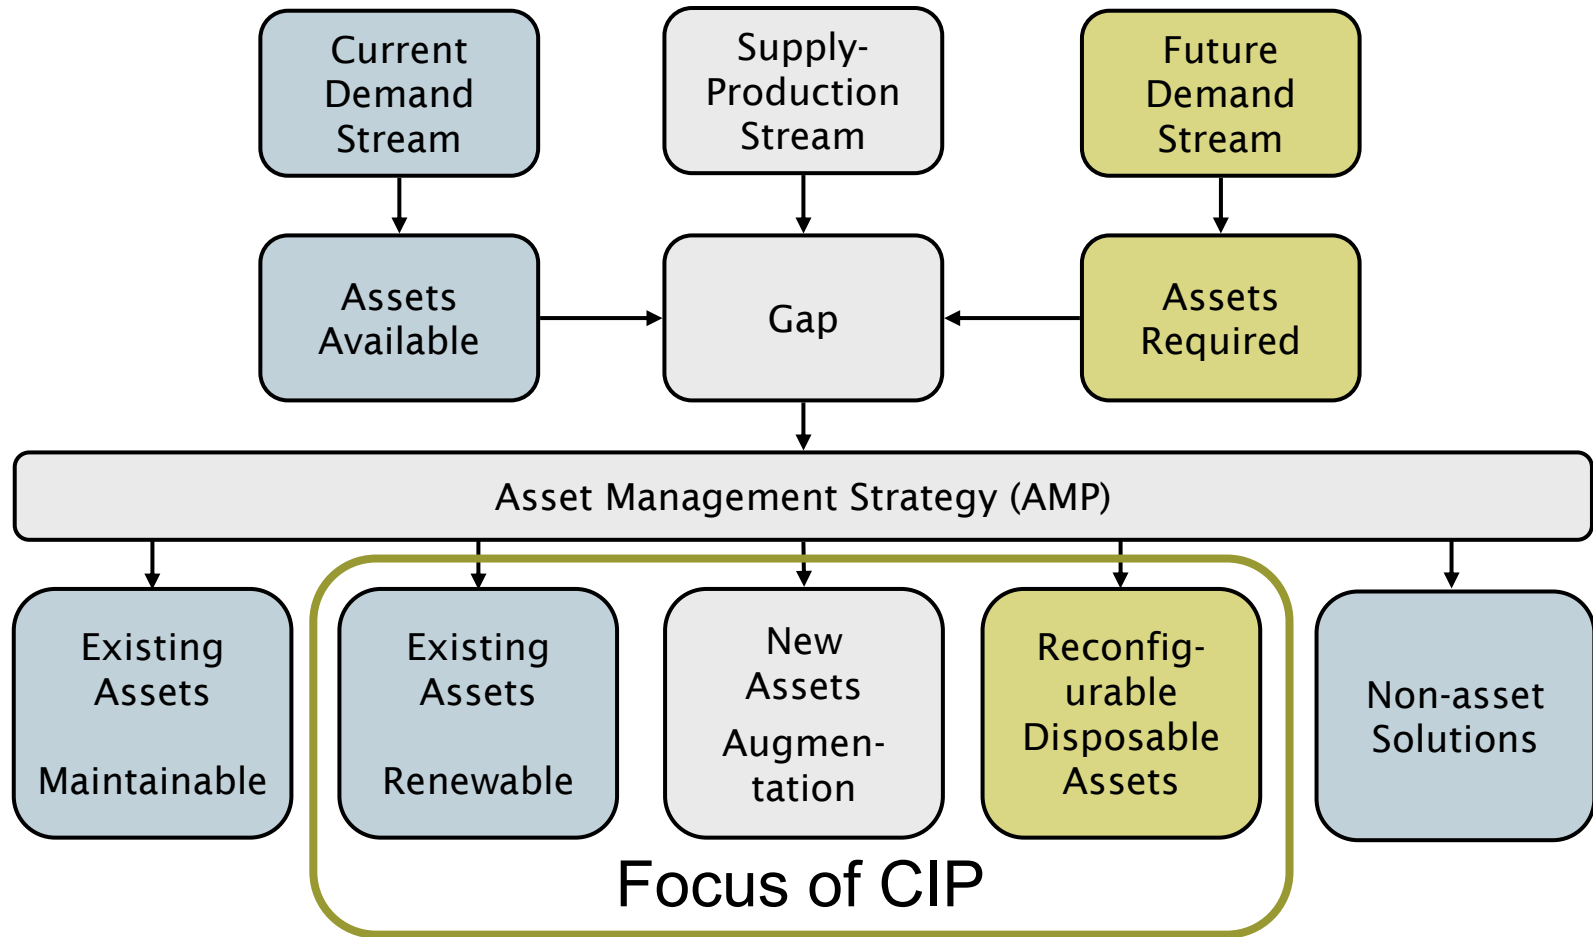 Current
Demand
Stream
Supply-
Production
Stream
Future
Demand
Stream
Assets
Available
Gap
Assets
Required
Asset Management Strategy (AMP)
Existing
Assets
Maintainable
Existing
Assets
Renewable
New
Assets
Augmen-
tation
Reconfig-
urable
Disposable
Assets
Non-asset
Solutions
Focus of CIP